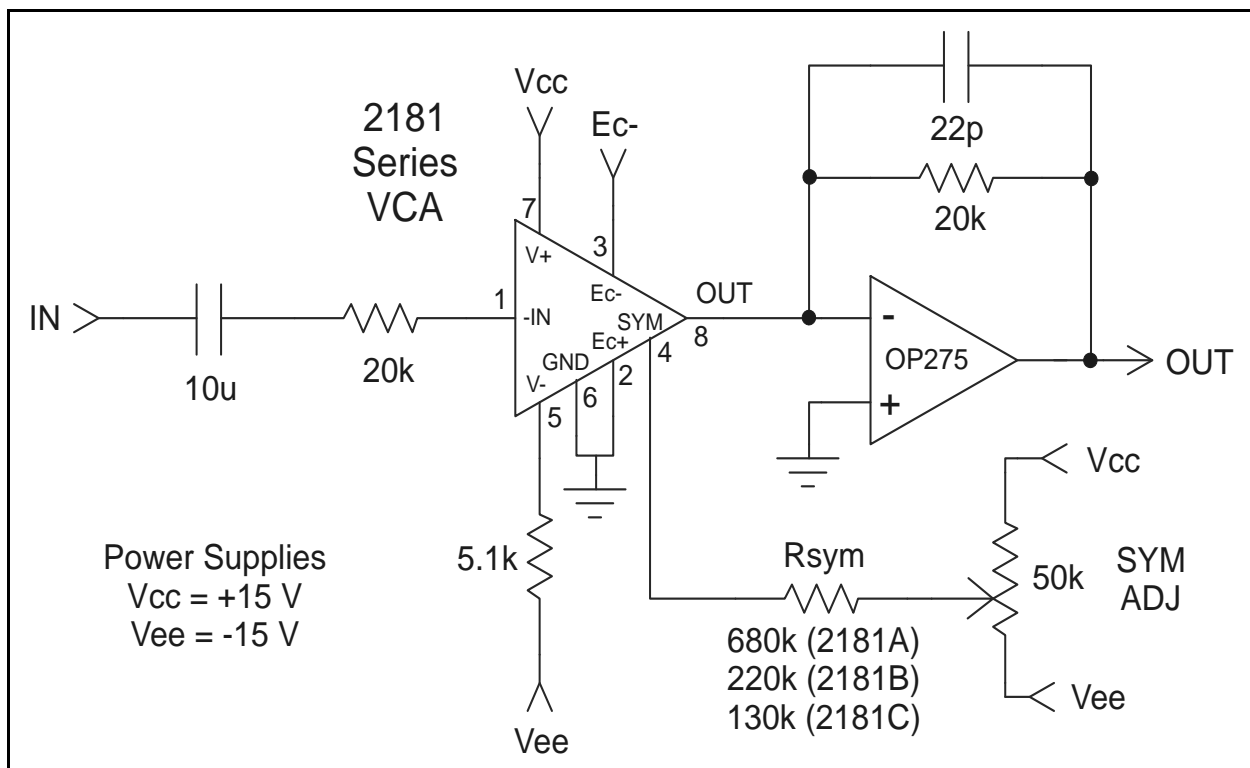 Vcc
2181
Series
VCA
Ec-
22p
20k
7
V+
3
Ec-
IN
1
-IN
OUT
SYM
8
4
Ec+
2
GND
6
V-
5
10u
20k
-
OP275
+
OUT
Vcc
5.1k
Power Supplies
Vcc = +15 V
Vee = -15 V
Rsym
50k
SYM
ADJ
680k (2181A)
220k (2181B)
130k (2181C)
Vee
Vee